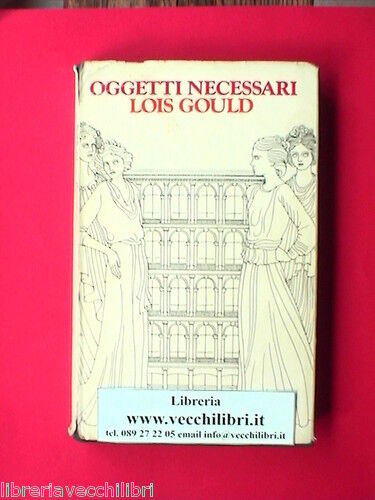 OGGETTI NECESSARI
LOIS GOULD
Libreria
www.vecchilibri.it
tel. 089 27 22 05 email info@vecchilibri.it
libreriavecchilibri